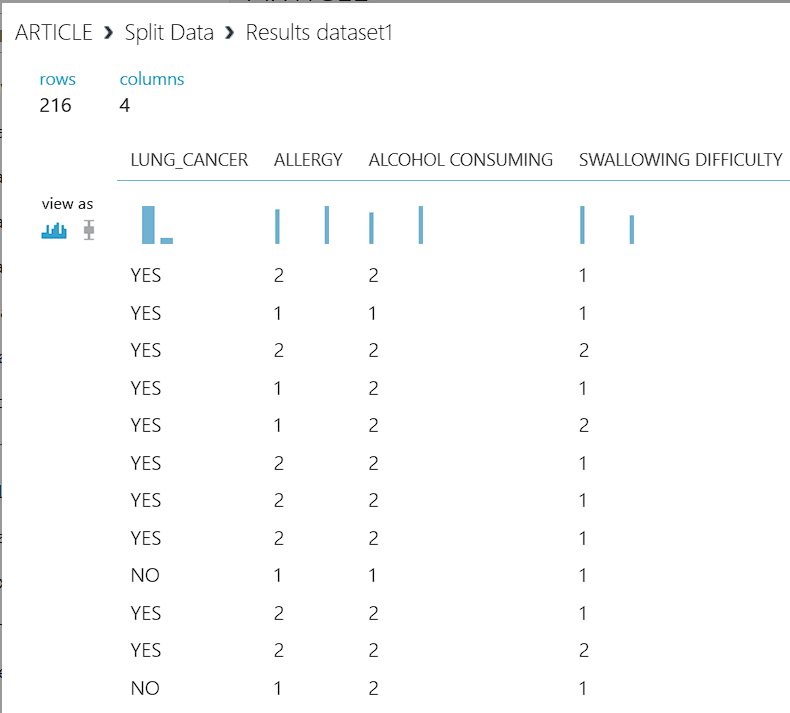 ARTICLE › Split Data › Results dataset1
rows columns
216 4
LUNG_CANCER ALLERGY ALCOHOL CONSUMING SWALLOWING DIFFICULTY
view as
YES 2 2 1
YES 1 1 1
YES 2 2 2
YES 1 2 1
YES 1 2 2
YES 2 2 1
YES 2 2 1
YES 2 2 1
NO 1 1 1
YES 2 2 1
YES 2 2 2
NO 1 2 1